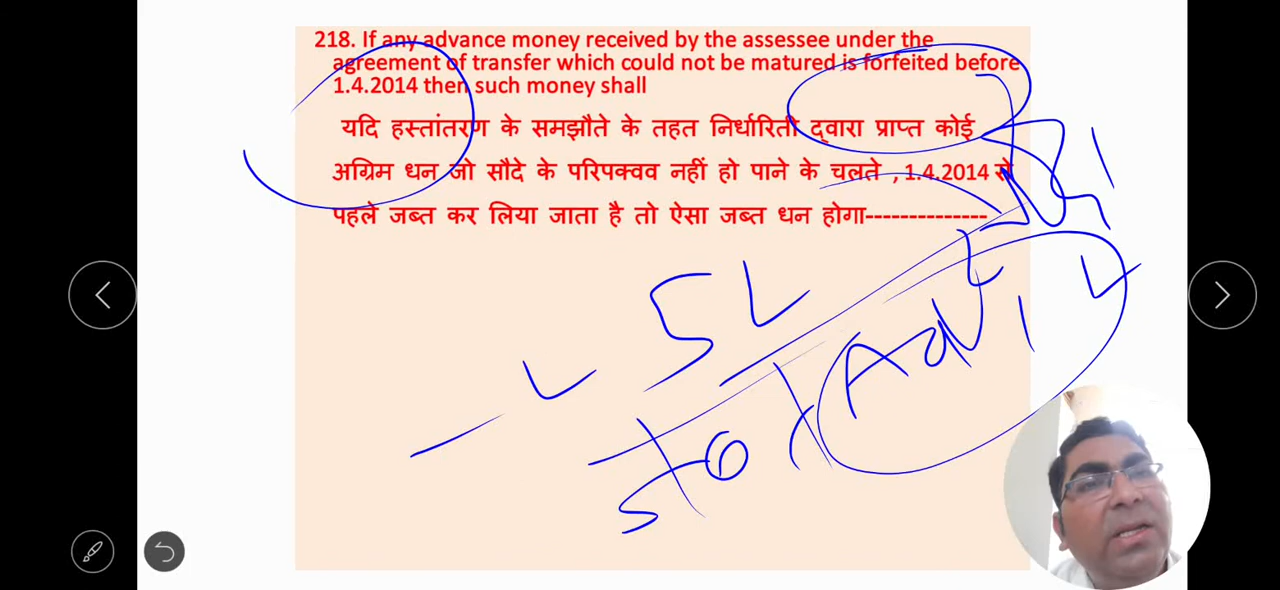 218. If any advance money received by the assessee under the
agreement of transfer which could not be matured is forfeited before
1.4.2014 then such money shall
यदि हस्तांतरण के समझौते के तहत निर्धारिती द्वारा प्राप्त कोई
अग्रिम धन जो सौदे के परिपक्वव नहीं हो पाने के चलते , 1.4.2014 से
पहले जब्त कर लिया जाता है तो ऐसा जब्त धन होगा--------------
5L
Adv